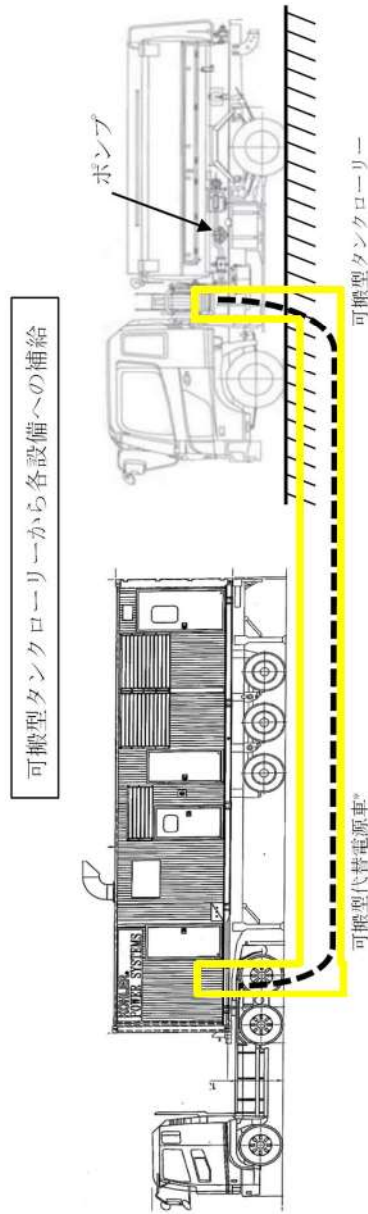 可搬型タンクローリーから各設備への補給
ポンプ
KOHLER
POWER SYSTEMS
可搬型代替電源車※
可搬型タンクローリー